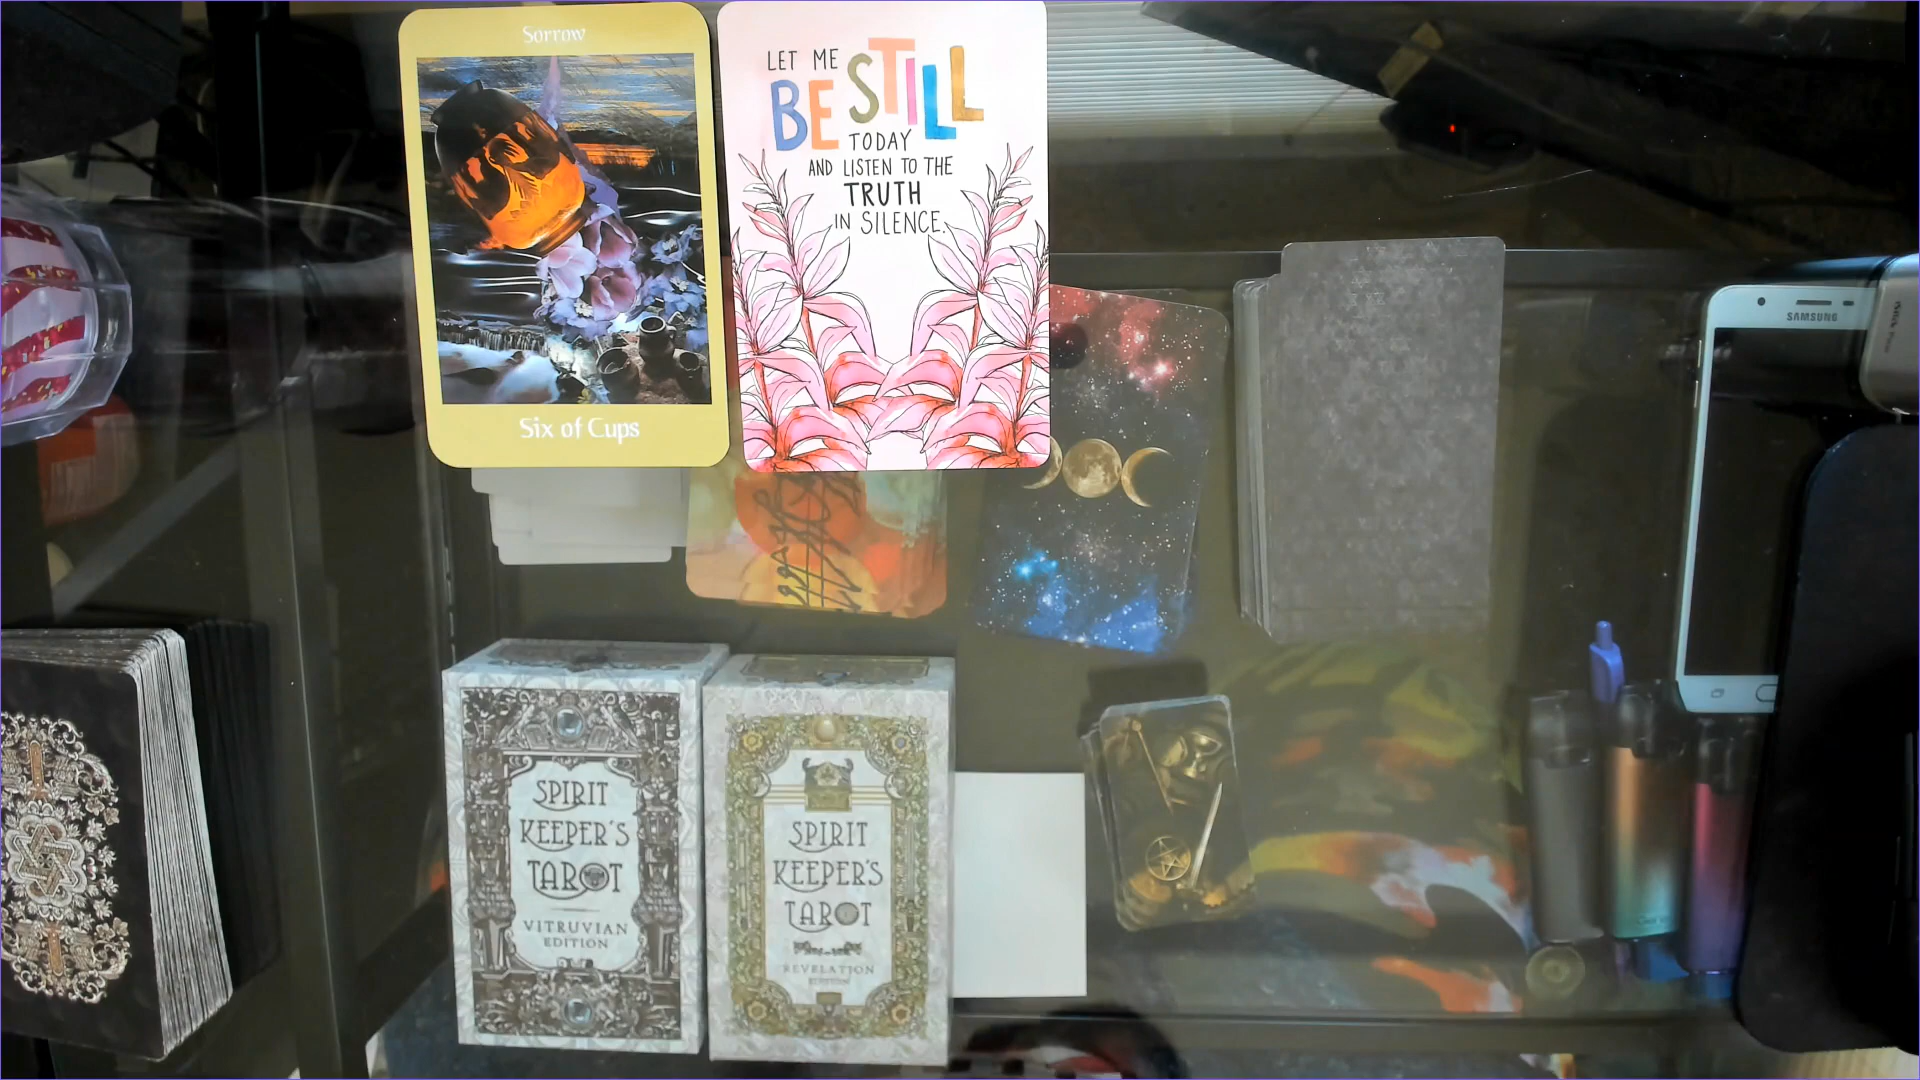 Sorrow
Six of Cups
LET ME
BE STILL
TODAY
AND LISTEN TO THE
TRUTH
IN SILENCE.
SAMSUNG
SPIRIT
KEEPER'S
TAROT
VITRUVIAN
EDITION
SPIRIT
KEEPER'S
TAROT
REVELATION
EDITION